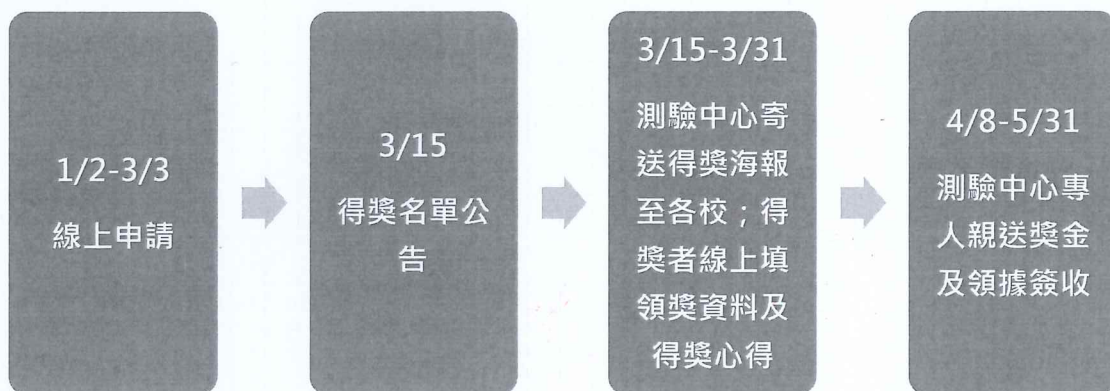 1/2-3/3
線上申請
3/15
得獎名單公
告
3/15-3/31
測驗中心寄
送得獎海報
至各校；得
獎者線上填
領獎資料及
得獎心得
4/8-5/31
測驗中心專
人親送獎金
及領據簽收